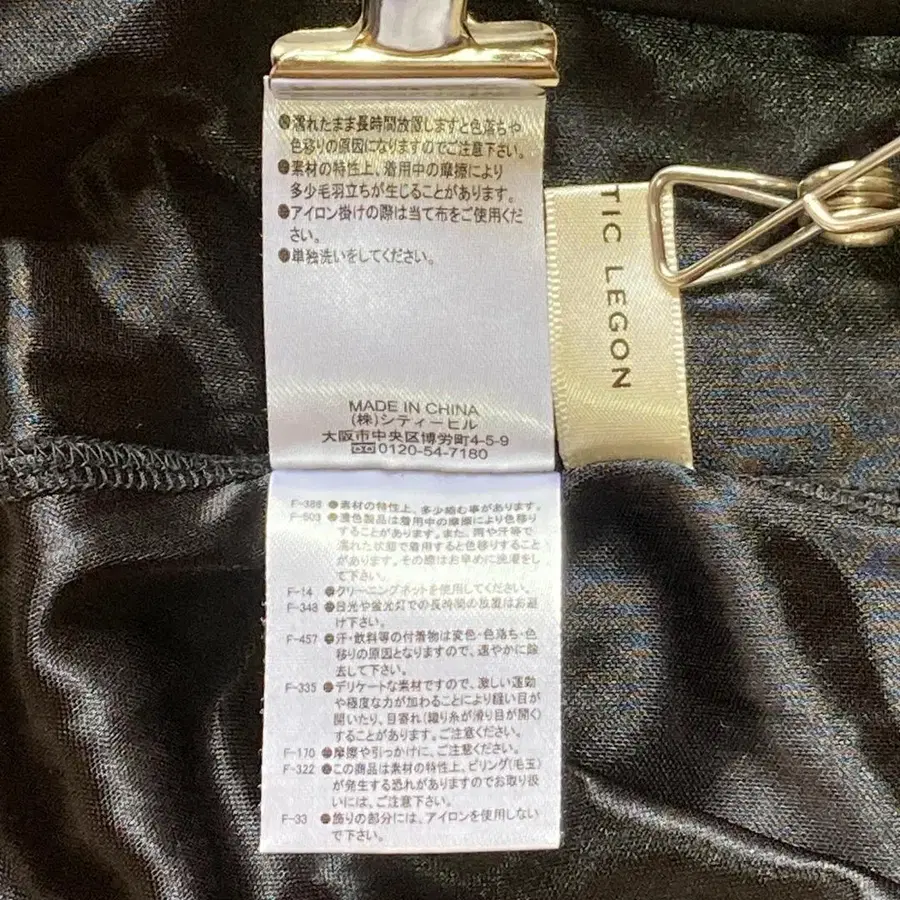 ●濡れたまま長時間放置しますと色落ちや
色移りの原因になりますのでご注意下さい。
●素材の特性上、着用中の摩擦により
多少毛羽立ちが生じることがあります。
●アイロン掛けの際は当て布をご使用くだ
さい。
●単独洗いをしてください。
MADE IN CHINA
(株)シティーヒル
大阪市中央区博労町4-5-9
0120-54-7180
TIC LEGON
F-386 ●素材の特性上、多少縮む事があります。
F-603 ●濃色製品は着用中の摩擦により色移り
することがあります。また、雨や汗等で
濡れた状態で着用すると色移りすること
があります。その際はお早めに洗濯をし
て下さい。
F-14 ●クリーニングネットを使用してください。
F-348 ●日光や蛍光灯での長時間の放置はお避
け下さい。
F-457 ●汗・飲料等の付着物は変色・色落ち・色
移りの原因となりますので、速やかに除
去して下さい。
F-335 ●デリケートな素材ですので、激しい運動
や極度な力が加わることにより縫い目が
開いたり、目寄れ(織り糸が滑り目が開く)
することがあります。ご注意ください。
F-170 ●摩擦や引っかけに、ご注意ください。
F-322 ●この商品は素材の特性上、ピリング(毛玉)
が発生する恐れがありますのでお取り扱
いには、ご注意下さい。
F-33 ●飾りの部分には、アイロンを使用しない
で下さい。